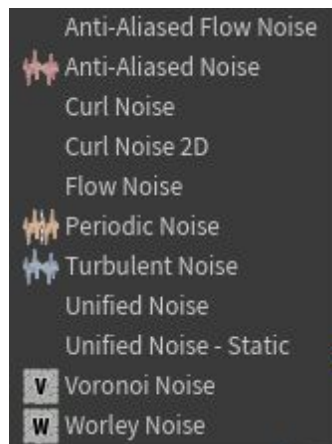 Anti-Aliased Flow Noise
Anti-Aliased Noise
Curl Noise
Curl Noise 2D
Flow Noise
Periodic Noise
Turbulent Noise
Unified Noise
Unified Noise - Static
V Voronoi Noise
W Worley Noise